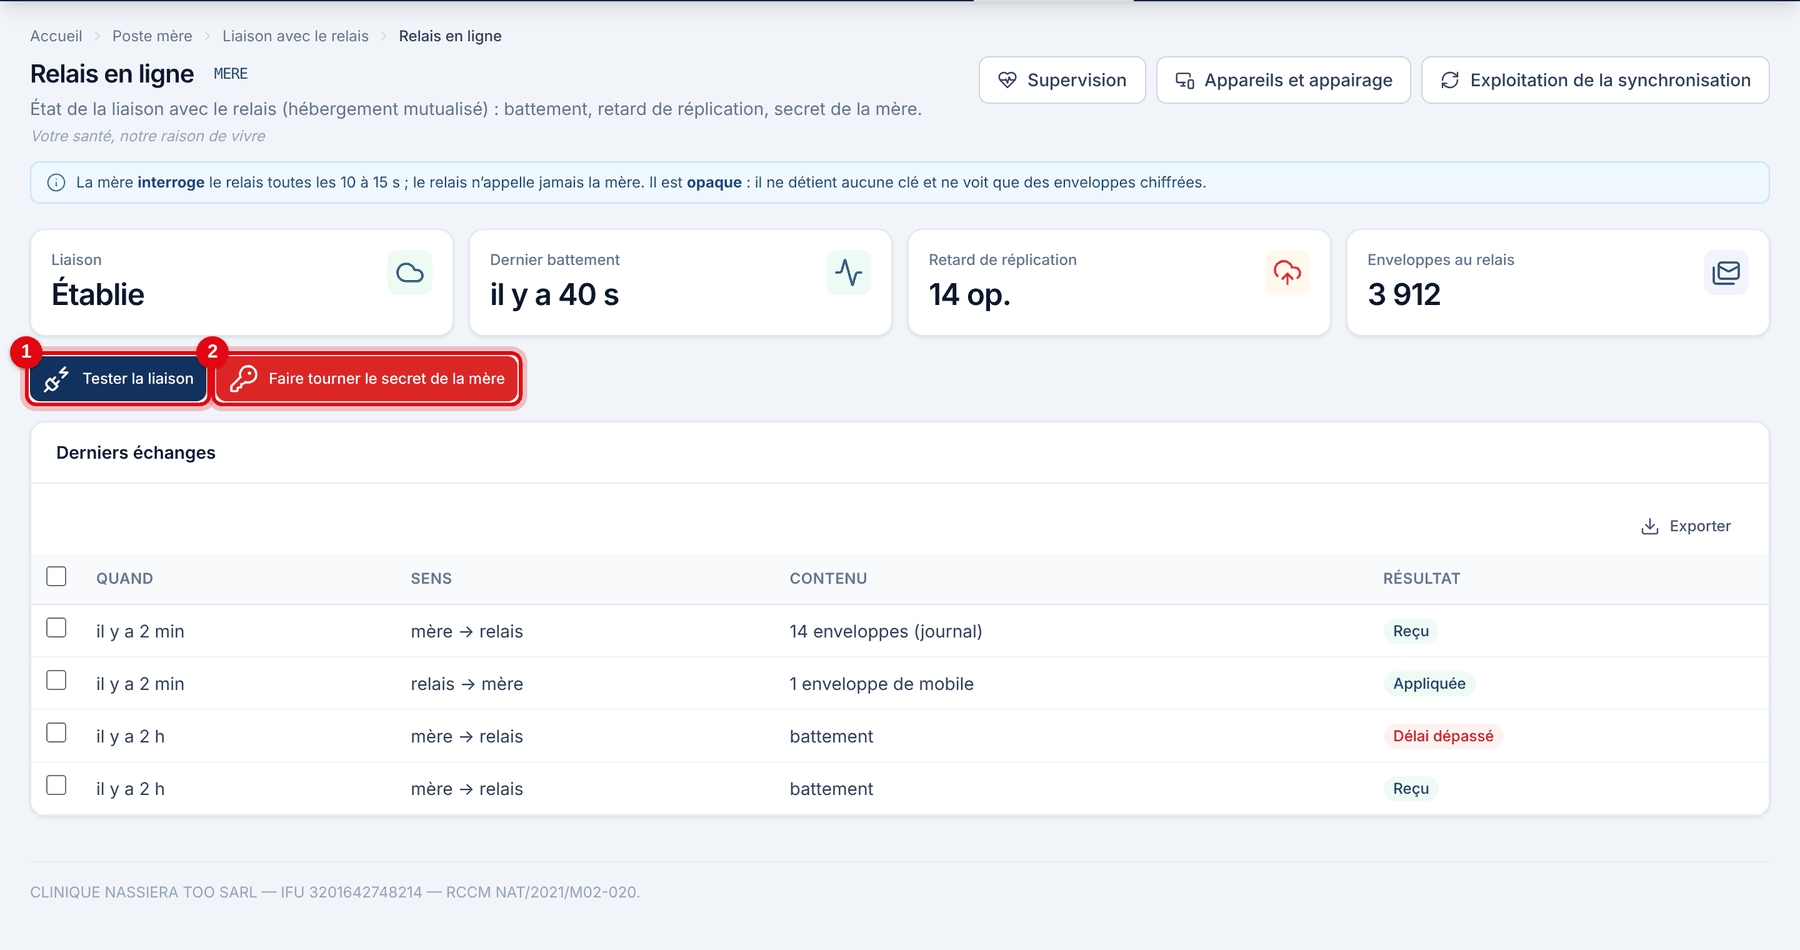 Accueil > Poste mère > Liaison avec le relais > Relais en ligne
Relais en ligne MERE
Supervision
Appareils et appairage
Exploitation de la synchronisation
État de la liaison avec le relais (hébergement mutualisé) : battement, retard de réplication, secret de la mère.
Votre santé, notre raison de vivre
La mère interroge le relais toutes les 10 à 15 s ; le relais n’appelle jamais la mère. Il est opaque : il ne détient aucune clé et ne voit que des enveloppes chiffrées.
Liaison
Établie
Dernier battement
il y a 40 s
Retard de réplication
14 op.
Enveloppes au relais
3 912
1 Tester la liaison
2 Faire tourner le secret de la mère
Derniers échanges
Exporter
QUAND SENS CONTENU RÉSULTAT
il y a 2 min mère → relais 14 enveloppes (journal) Reçu
il y a 2 min relais → mère 1 enveloppe de mobile Appliquée
il y a 2 h mère → relais battement Délai dépassé
il y a 2 h mère → relais battement Reçu
CLINIQUE NASSIERA TOO SARL — IFU 3201642748214 — RCCM NAT/2021/M02-020.